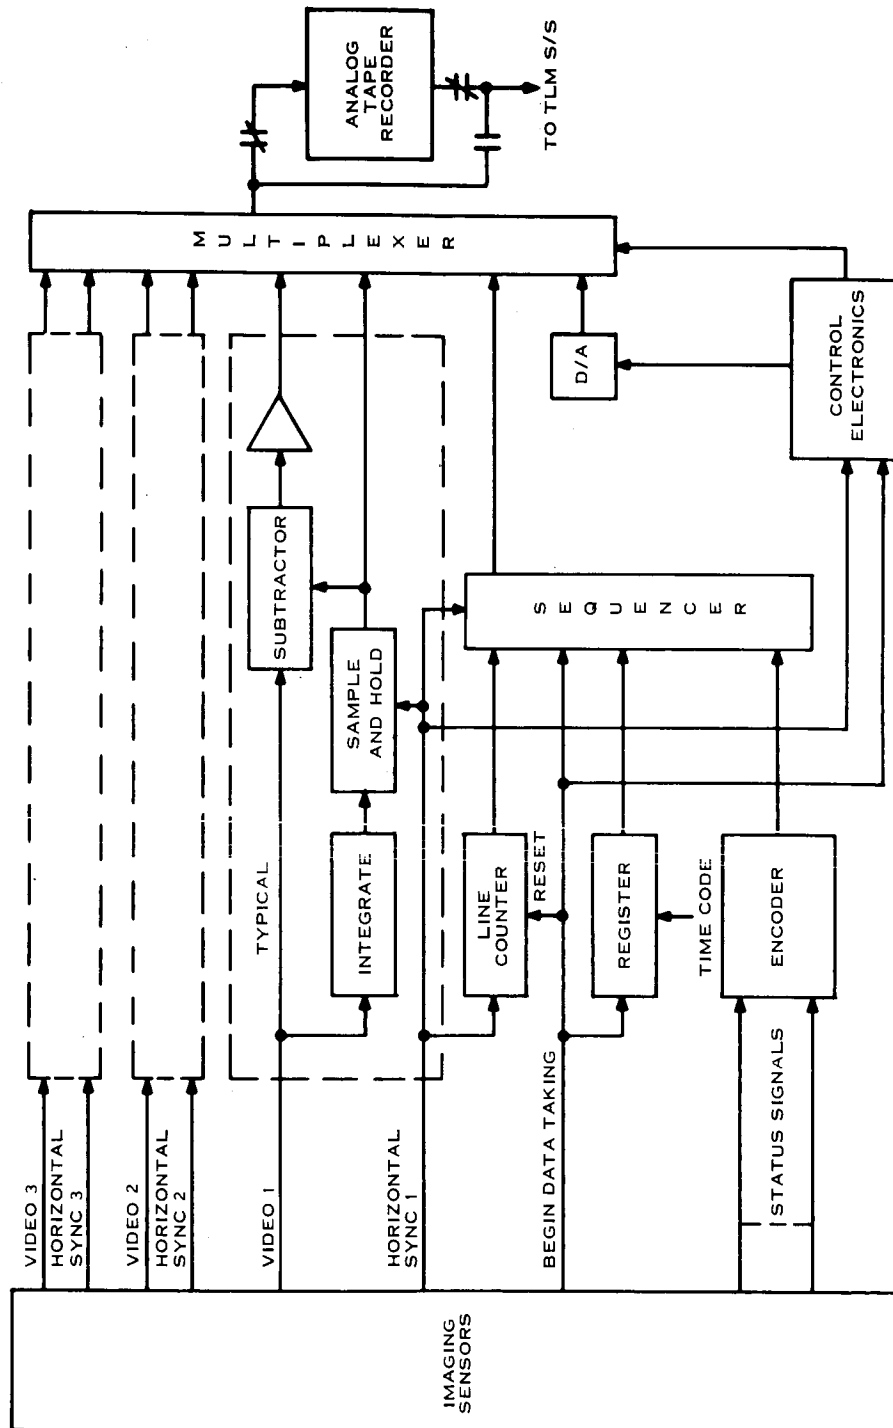 IMAGING
SENSORS
VIDEO 3
HORIZONTAL
SYNC 3
VIDEO 2
HORIZONTAL
SYNC 2
VIDEO 1
HORIZONTAL
SYNC 1
BEGIN DATA TAKING
STATUS SIGNALS
TYPICAL
INTEGRATE
SAMPLE
AND HOLD
SUBTRACTOR
LINE
COUNTER
RESET
REGISTER
TIME CODE
ENCODER
SEQUENCER
D/A
CONTROL
ELECTRONICS
MULTIPLEXER
ANALOG
TAPE
RECORDER
TO TLM S/S